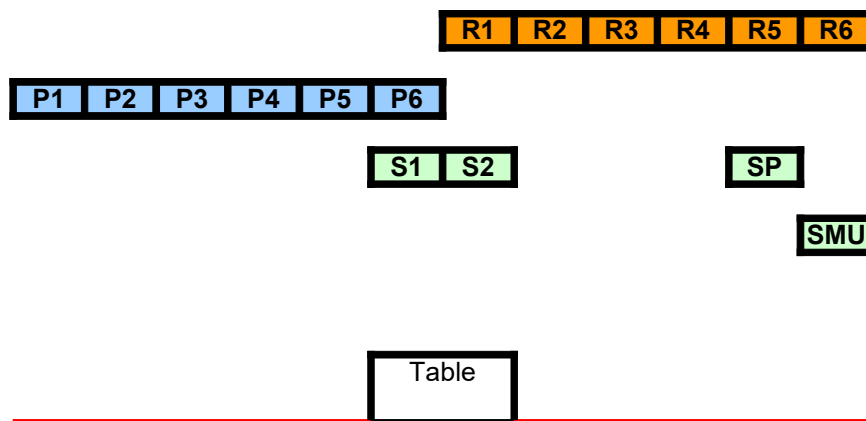 R1 R2 R3 R4 R5 R6
P1 P2 P3 P4 P5 P6
S1 S2 SP
SMU
Table